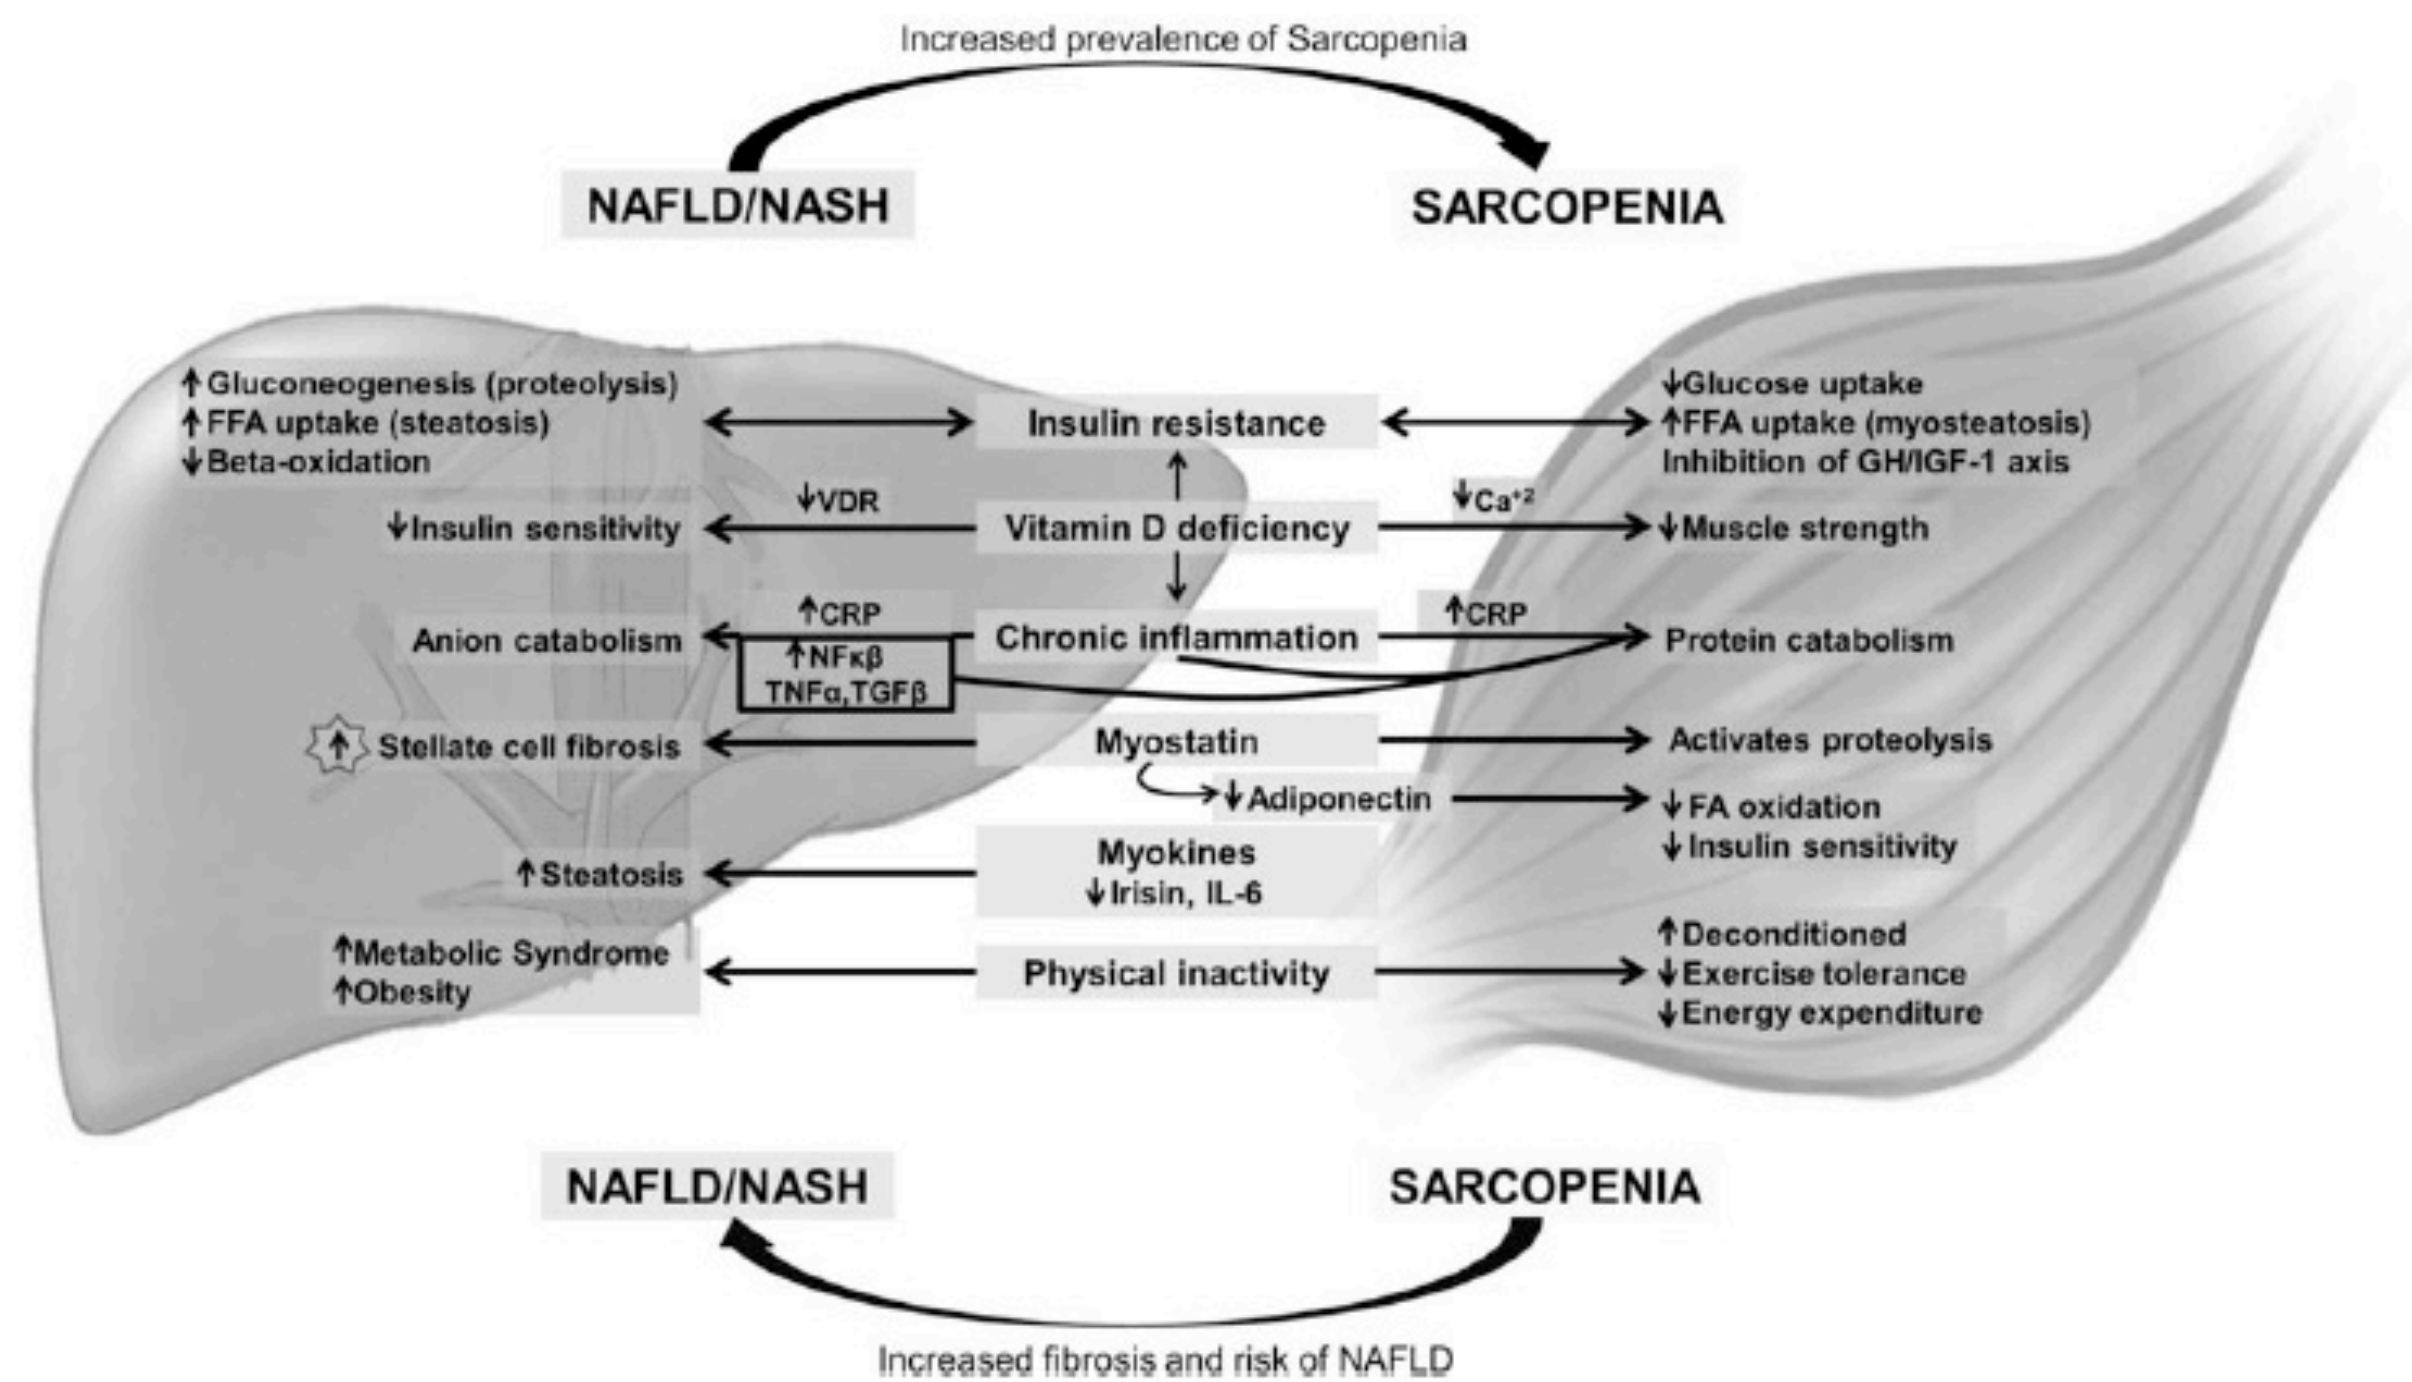 Increased prevalence of Sarcopenia
NAFLD/NASH
SARCOPENIA
↑Gluconeogenesis (proteolysis)
↑FFA uptake (steatosis)
↓Beta-oxidation
Insulin resistance
↓Glucose uptake
↑FFA uptake (myosteatosis)
Inhibition of GH/IGF-1 axis
↓Insulin sensitivity
↓VDR
Vitamin D deficiency
↓Ca⁺²
↓Muscle strength
Anion catabolism
↑CRP
↑NFκβ
TNFα,TGFβ
Chronic inflammation
↑CRP
Protein catabolism
↑ Stellate cell fibrosis
Myostatin
Activates proteolysis
↓Adiponectin
↓ FA oxidation
↓ Insulin sensitivity
↑Steatosis
Myokines
↓Irisin, IL-6
↑Metabolic Syndrome
↑Obesity
Physical inactivity
↑Deconditioned
↓Exercise tolerance
↓Energy expenditure
NAFLD/NASH
SARCOPENIA
Increased fibrosis and risk of NAFLD